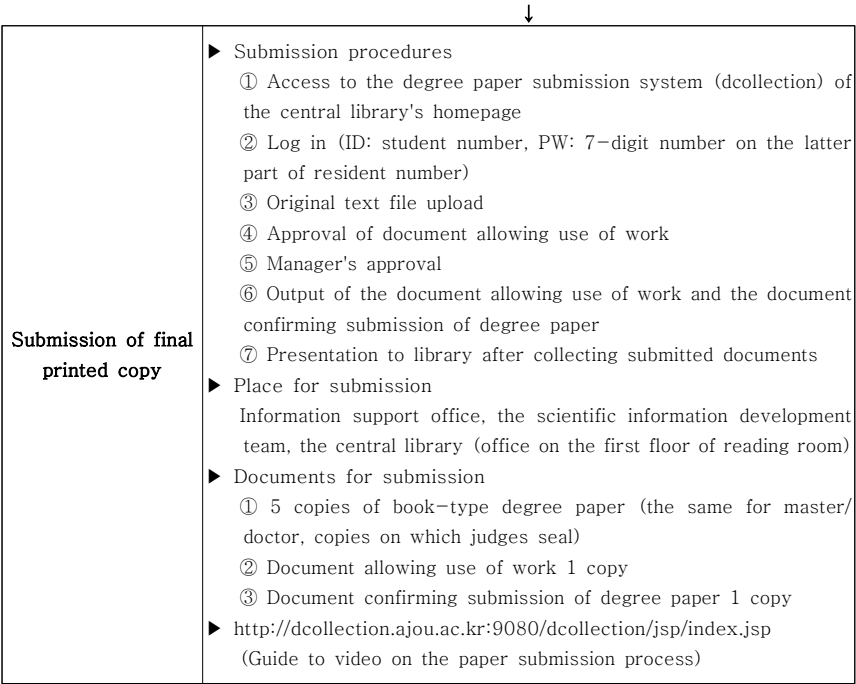 ↓
▶ Submission procedures
① Access to the degree paper submission system (dcollection) of
the central library's homepage
② Log in (ID: student number, PW: 7-digit number on the latter
part of resident number)
③ Original text file upload
④ Approval of document allowing use of work
⑤ Manager's approval
⑥ Output of the document allowing use of work and the document
confirming submission of degree paper
⑦ Presentation to library after collecting submitted documents
Submission of final
printed copy
▶ Place for submission
Information support office, the scientific information development
team, the central library (office on the first floor of reading room)
▶ Documents for submission
① 5 copies of book-type degree paper (the same for master/
doctor, copies on which judges seal)
② Document allowing use of work 1 copy
③ Document confirming submission of degree paper 1 copy
▶ http://dcollection.ajou.ac.kr:9080/dcollection/jsp/index.jsp
(Guide to video on the paper submission process)